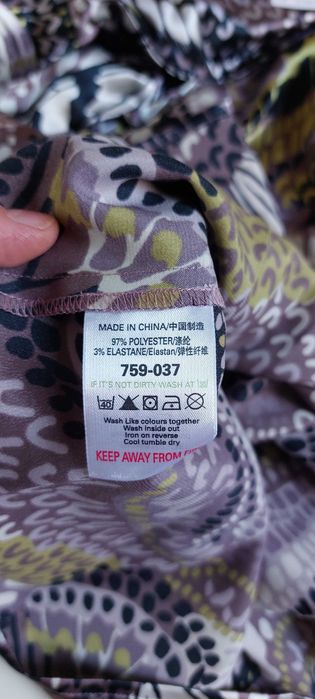 MADE IN CHINA/中国制造
97% POLYESTER/涤纶
3% ELASTANE/Elastan/弹性纤维
759-037
IF IT'S NOT DIRTY WASH AT
40
Wash Like colours together
Wash inside out
Iron on reverse
Cool tumble dry
KEEP AWAY FROM